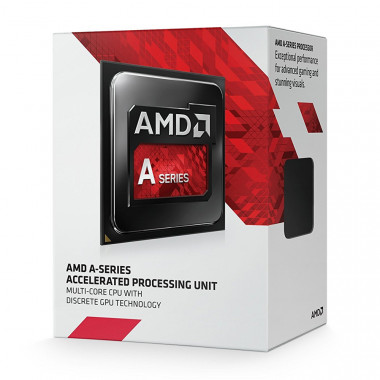 AMD
A SERIES
AMD A-SERIES
ACCELERATED PROCESSING UNIT
MULTI-CORE CPU WITH
DISCRETE GPU TECHNOLOGY
AMD A-SERIES PROCESSOR
Exceptional performance
for advanced gaming and
stunning visuals.
AMD